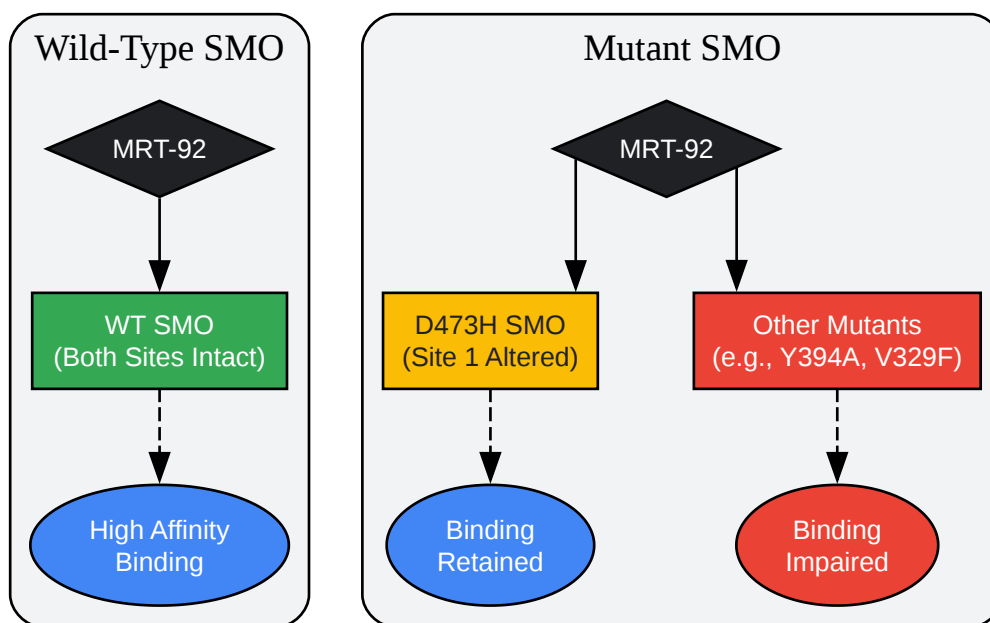 Wild-Type SMO
MRT-92
WT SMO
(Both Sites Intact)
High Affinity
Binding
Mutant SMO
MRT-92
D473H SMO
(Site 1 Altered)
Other Mutants
(e.g., Y394A, V329F)
Binding
Retained
Binding
Impaired